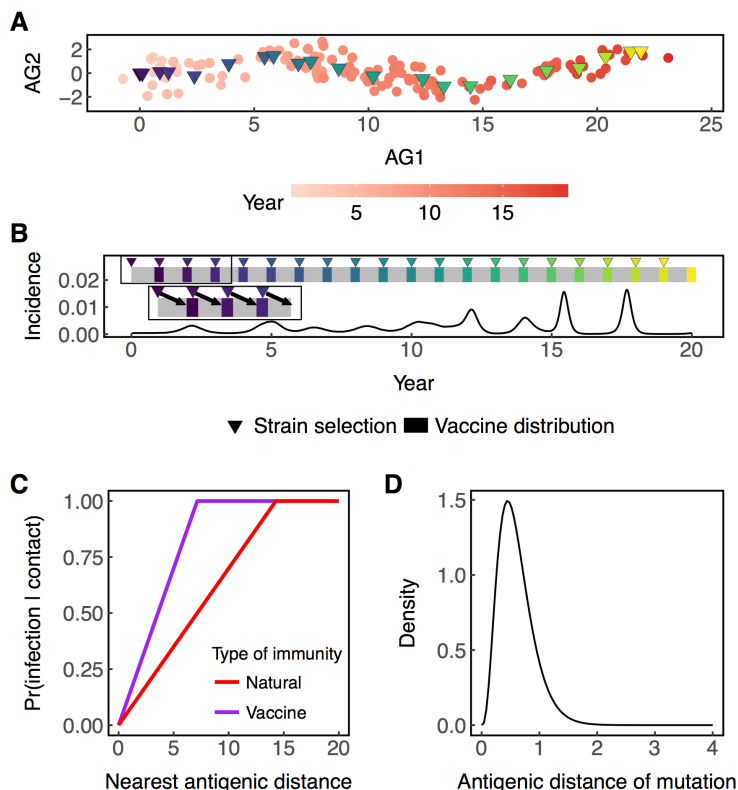 A
AG2
2
0
−2
0 5 10 15 20 25
AG1
Year
5 10 15
B
Incidence
0.02
0.01
0.00
0 5 10 15 20
Year
Strain selection Vaccine distribution
C
Pr(infection | contact)
1.00
0.75
0.50
0.25
0.00
Type of immunity
Natural
Vaccine
0 5 10 15 20
Nearest antigenic distance
D
Density
1.5
1.0
0.5
0.0
0 1 2 3 4
Antigenic distance of mutation